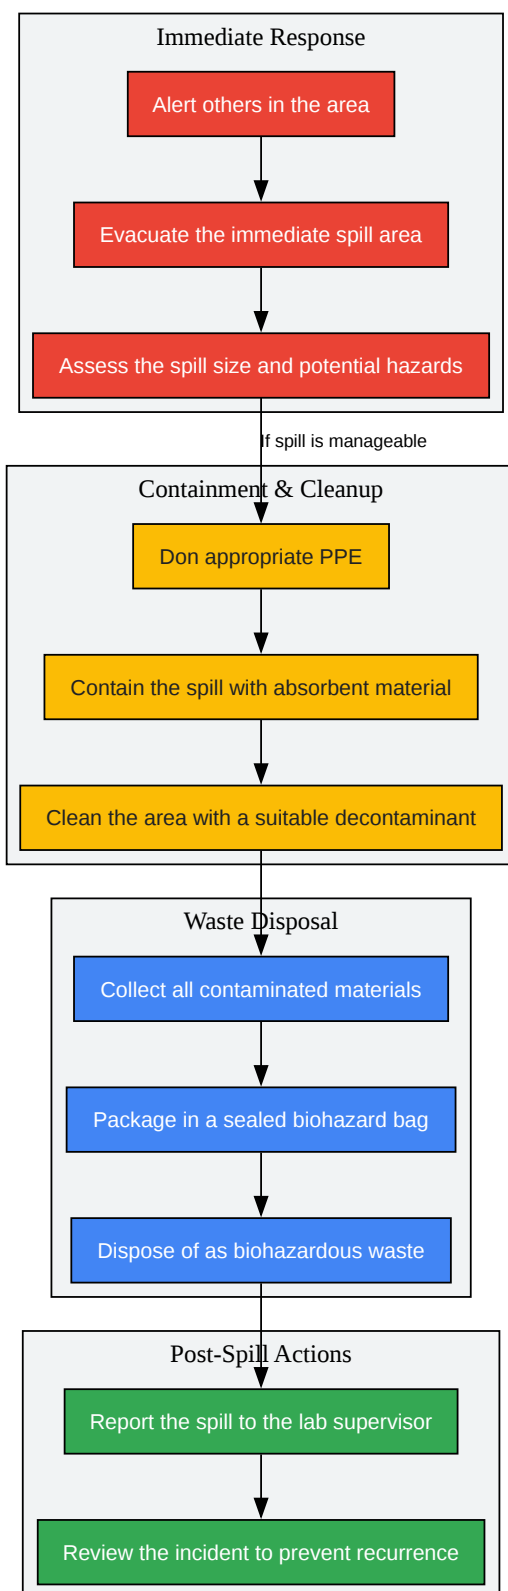 Immediate Response
Alert others in the area
Evacuate the immediate spill area
Assess the spill size and potential hazards
If spill is manageable
Containment & Cleanup
Don appropriate PPE
Contain the spill with absorbent material
Clean the area with a suitable decontaminant
Waste Disposal
Collect all contaminated materials
Package in a sealed biohazard bag
Dispose of as biohazardous waste
Post-Spill Actions
Report the spill to the lab supervisor
Review the incident to prevent recurrence